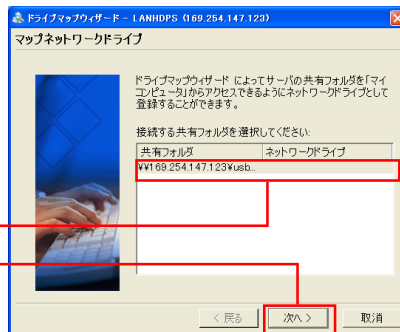 ドライブマップウィザード - LANHDPS (169.254.147.123)
マップネットワークドライブ
ドライブマップウィザード によってサーバの共有フォルダを「マイ
コンピュータ」からアクセスできるようにネットワークドライブとして
登録することができます。
接続する共有フォルダを選択してください:
共有フォルダ ネットワークドライブ
¥¥169.254.147.123¥usb...
< 戻る 次へ > 取消